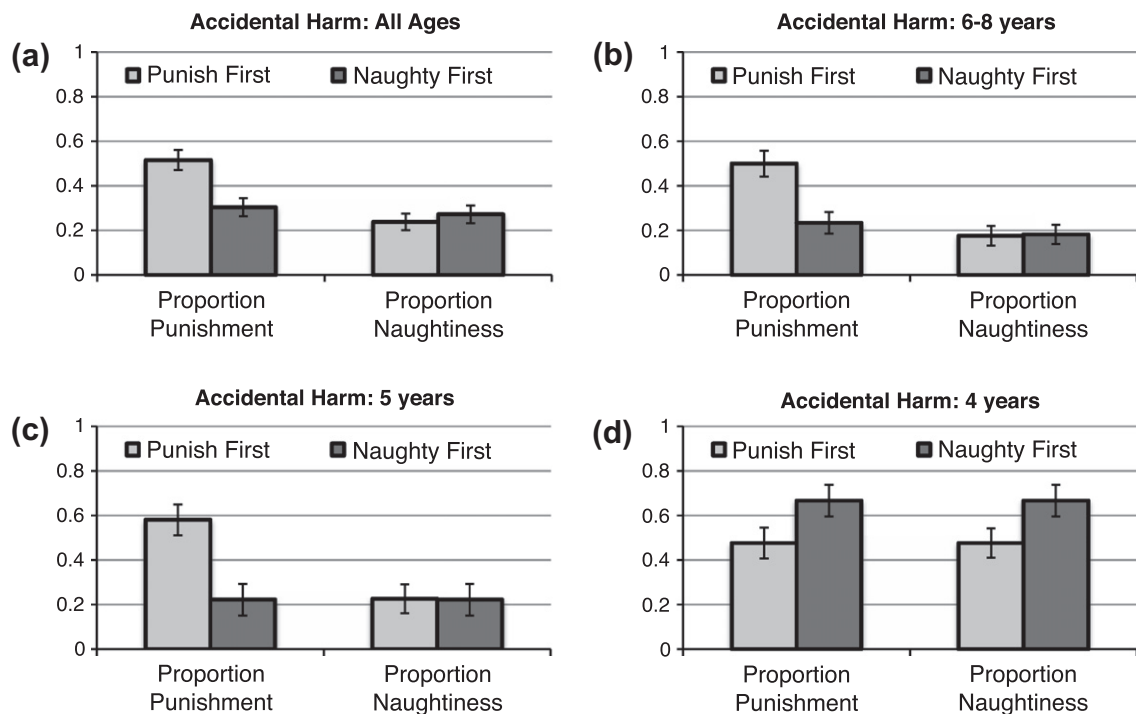 Accidental Harm: All Ages
(a)
1
Punish First
Naughty First
0.8
0.6
0.4
0.2
0
Proportion
Punishment
Proportion
Naughtiness
Accidental Harm: 6-8 years
(b)
1
Punish First
Naughty First
0.8
0.6
0.4
0.2
0
Proportion
Punishment
Proportion
Naughtiness
Accidental Harm: 5 years
(c)
1
Punish First
Naughty First
0.8
0.6
0.4
0.2
0
Proportion
Punishment
Proportion
Naughtiness
Accidental Harm: 4 years
(d)
1
Punish First
Naughty First
0.8
0.6
0.4
0.2
0
Proportion
Punishment
Proportion
Naughtiness